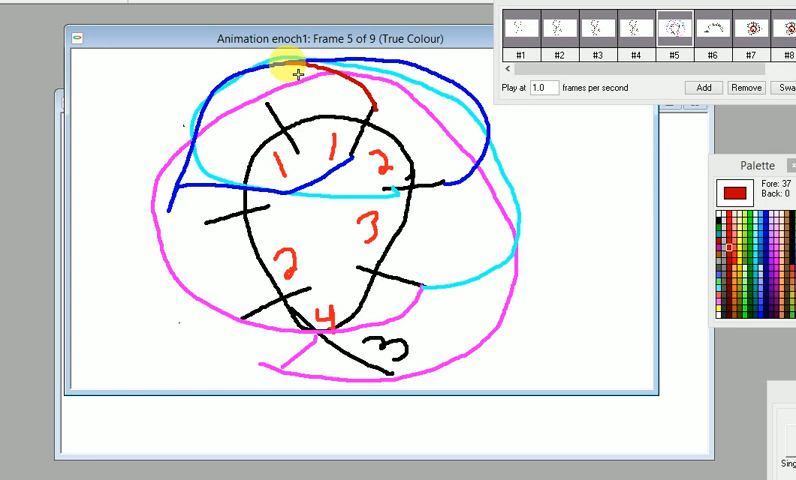 Animation enoch1: Frame 5 of 9 (True Colour)
#1 #2 #3 #4 #5 #6 #7 #8
<
Play at 1.0 frames per second Add Remove
Palette
Fore: 37
Back: 0
1 1 2
3
2
4
3